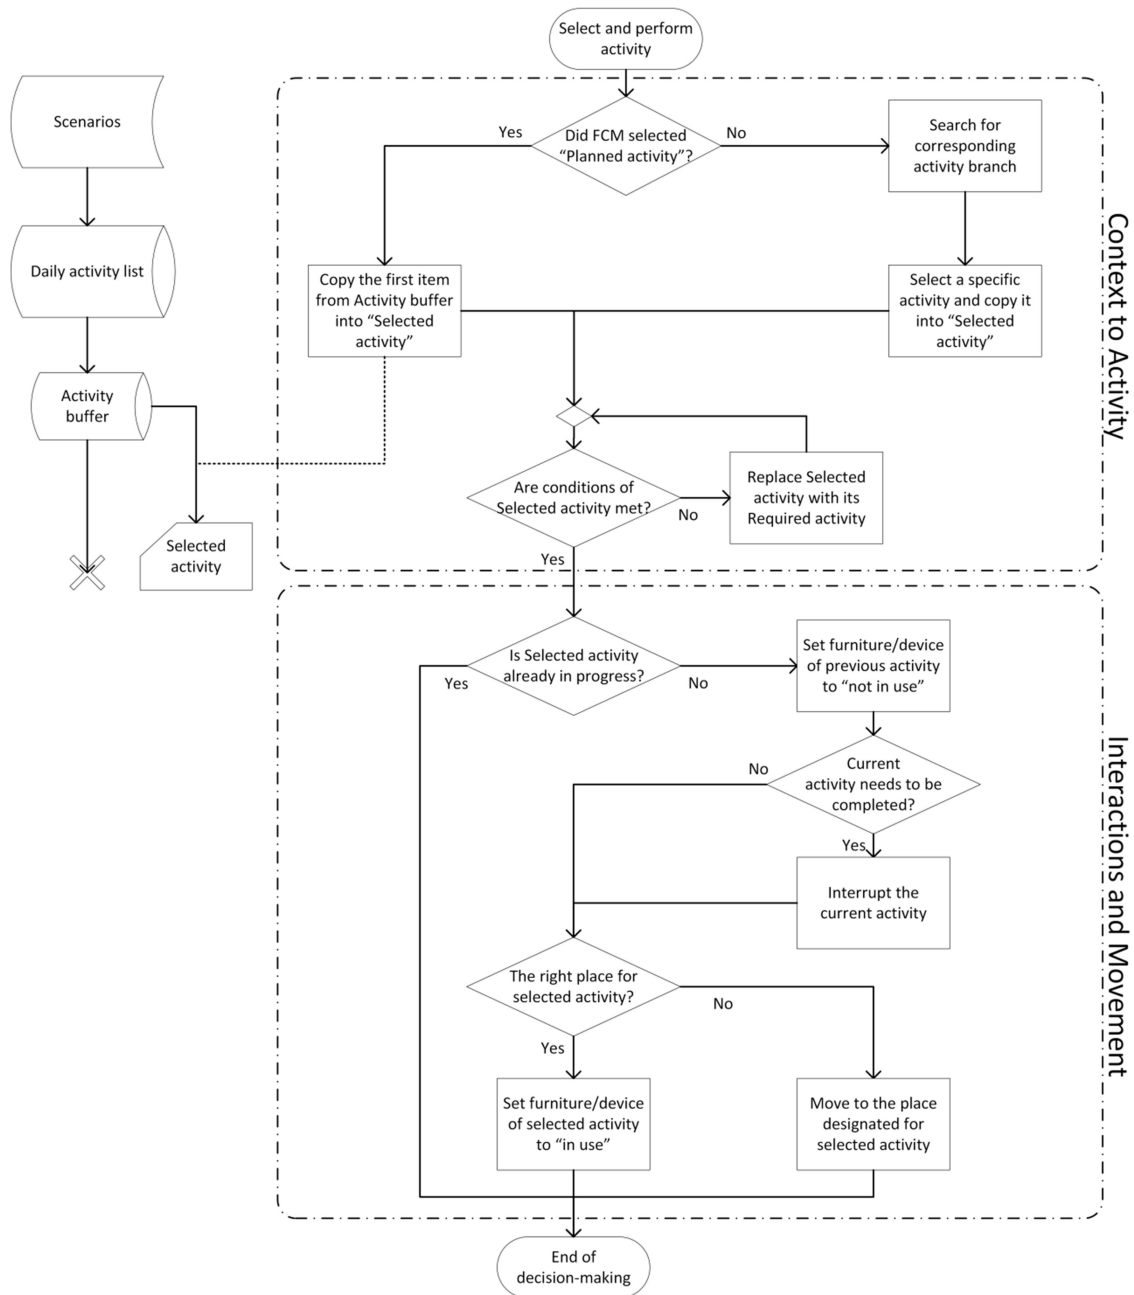 Select and perform
activity
Scenarios
Daily activity list
Activity
buffer
Selected
activity
Did FCM selected
“Planned activity”?
Yes
No
Search for
corresponding
activity branch
Copy the first item
from Activity buffer
into “Selected
activity”
Select a specific
activity and copy it
into “Selected
activity”
Are conditions of
Selected activity met?
No
Replace Selected
activity with its
Required activity
Yes
Context to Activity
Is Selected activity
already in progress?
Yes
No
Set furniture/device
of previous activity
to “not in use”
Current
activity needs to be
completed?
No
Yes
Interrupt the
current activity
The right place for
selected activity?
No
Yes
Set furniture/device
of selected activity
to “in use”
Move to the place
designated for
selected activity
Interactions and Movement
End of
decision-making